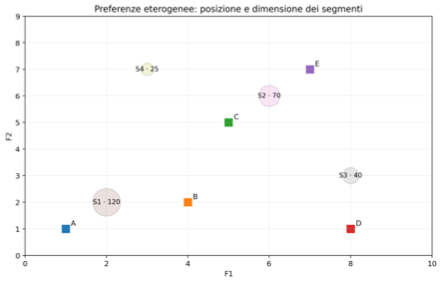 Preferenze eterogenee: posizione e dimensione dei segmenti
9
8
7
6
5
4
3
2
1
0
F2
S4 - 25
E
S2 - 70
C
S3 - 40
S1 - 120
B
A
D
0 2 4 6 8 10
F1